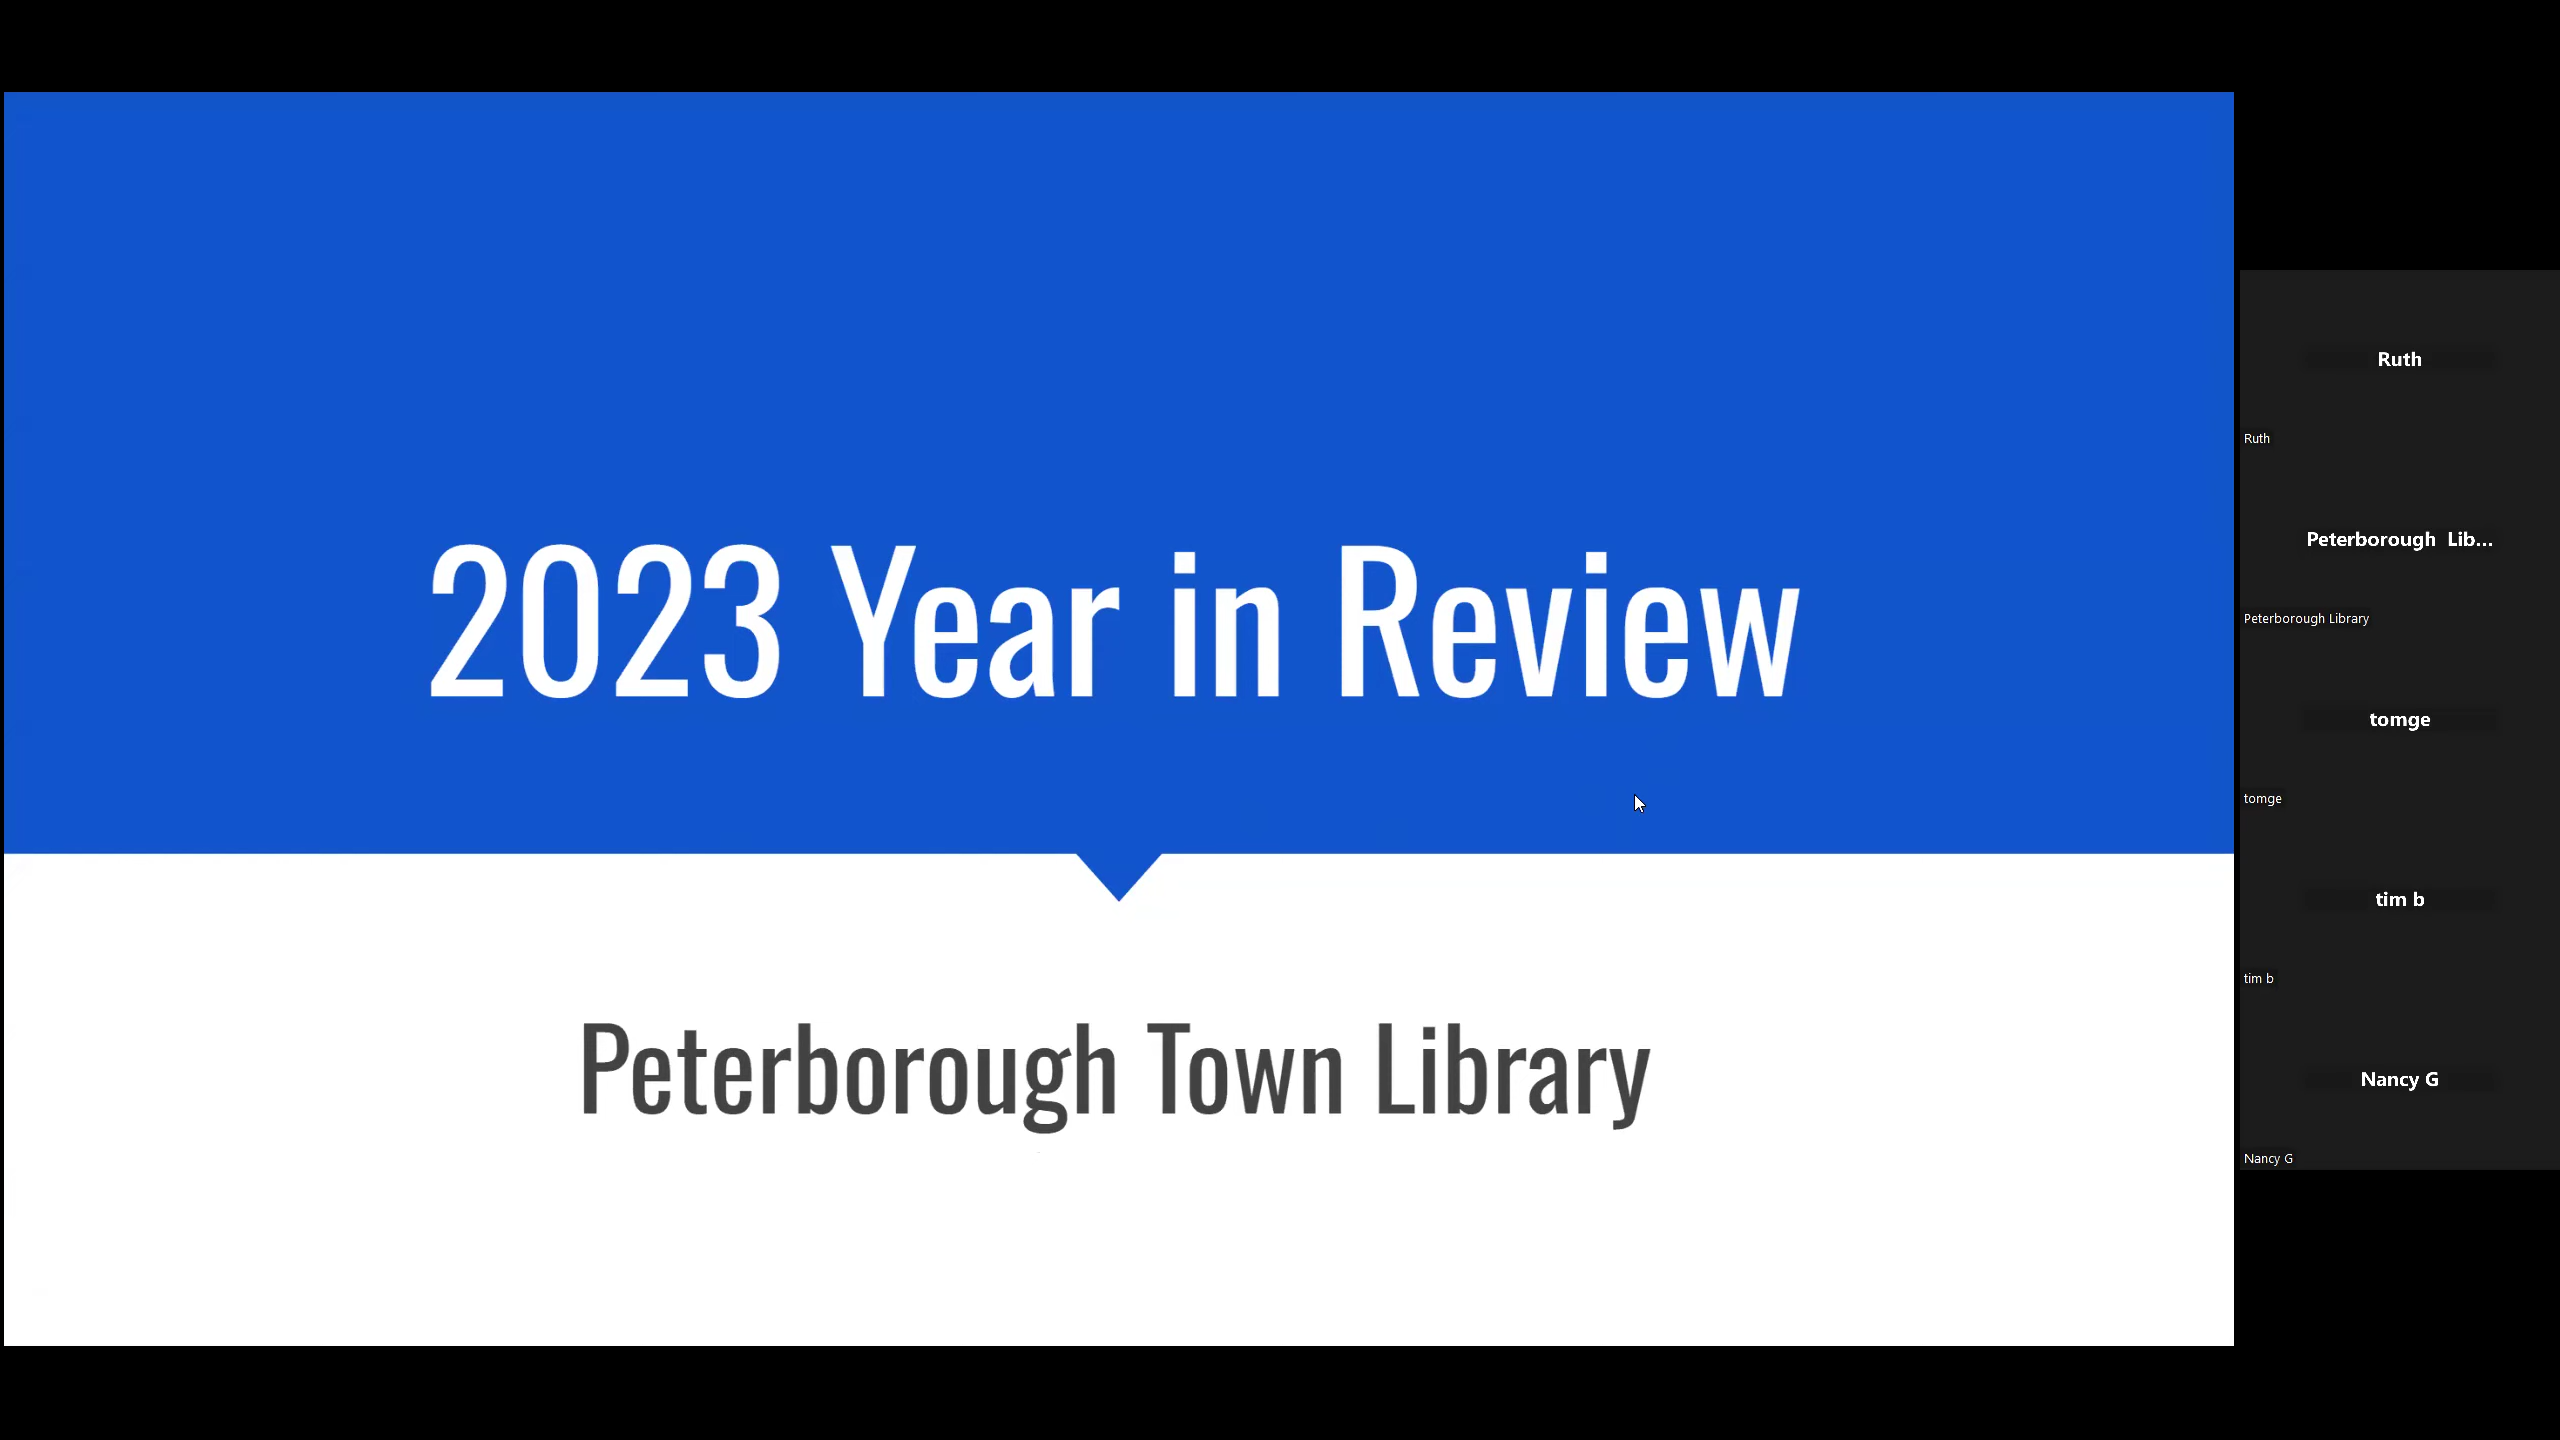 2023 Year in Review
Peterborough Town Library
Ruth
Ruth
Peterborough Lib...
Peterborough Library
tomge
tomge
tim b
tim b
Nancy G
Nancy G